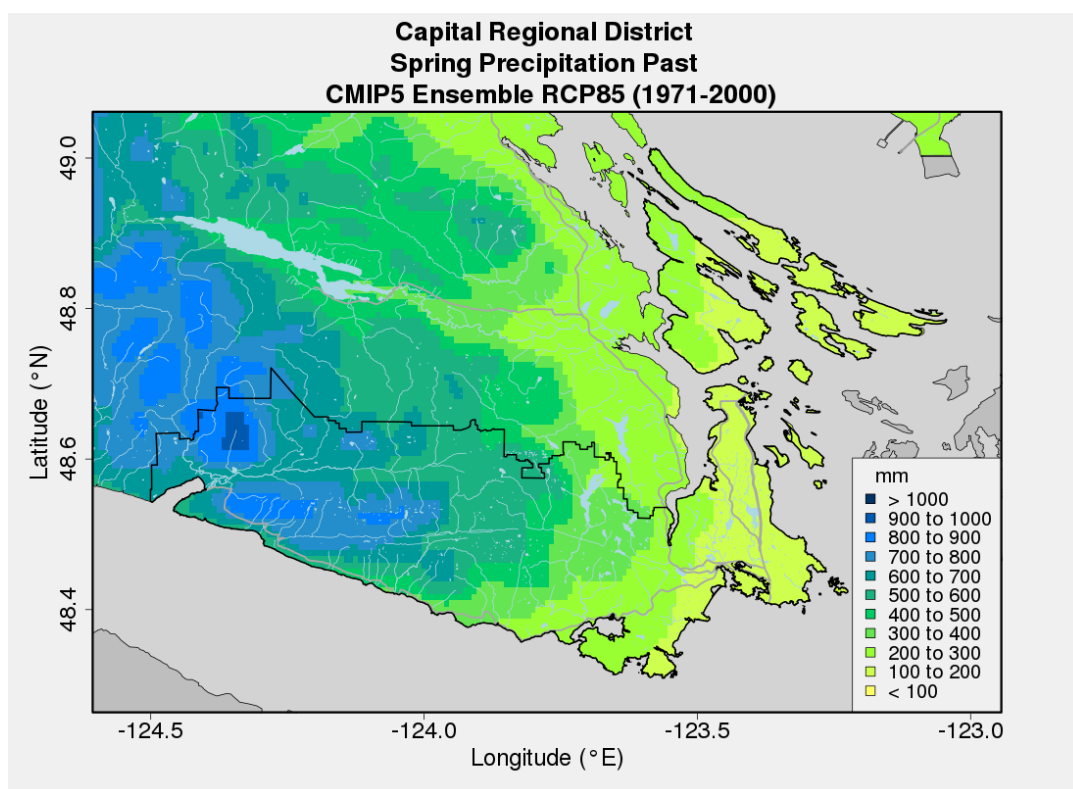 Capital Regional District
Spring Precipitation Past
CMIP5 Ensemble RCP85 (1971-2000)
49.0
48.8
48.6
48.4
Latitude (°N)
mm
> 1000
900 to 1000
800 to 900
700 to 800
600 to 700
500 to 600
400 to 500
300 to 400
200 to 300
100 to 200
< 100
-124.5
-124.0
-123.5
-123.0
Longitude (°E)